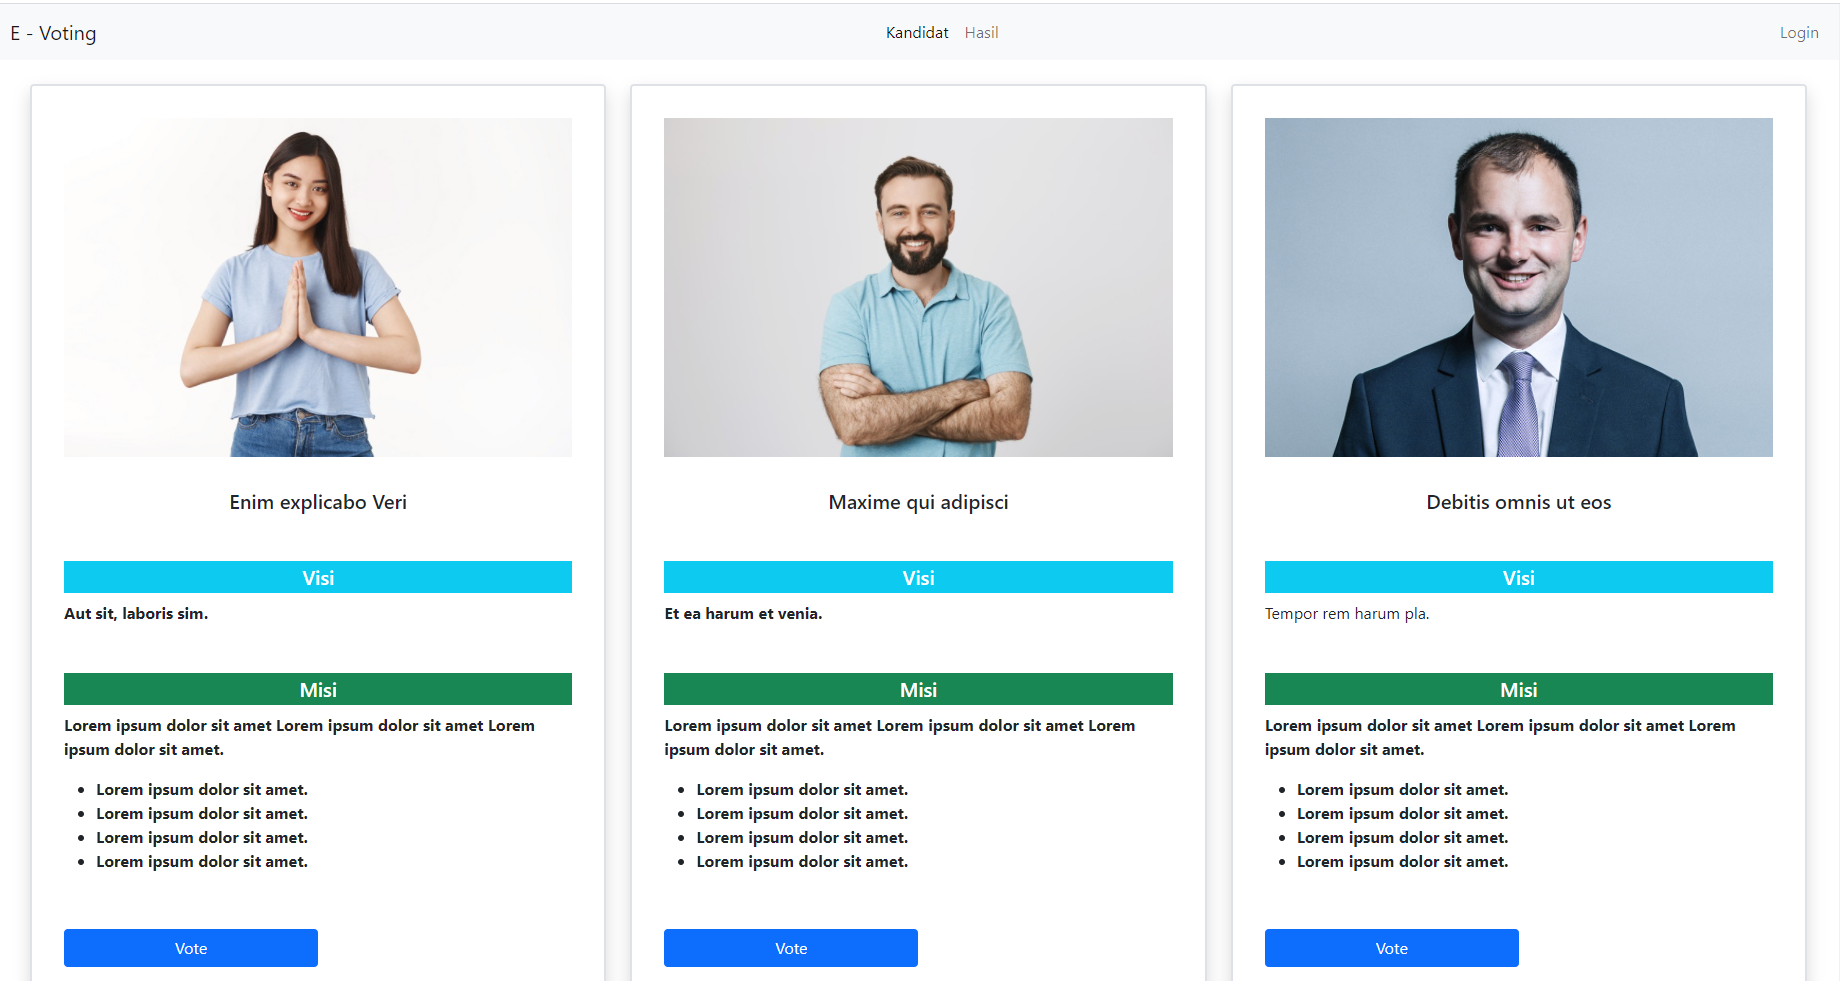 E - Voting
Kandidat Hasil
Login
Enim explicabo Veri
Visi
Aut sit, laboris sim.
Misi
Lorem ipsum dolor sit amet Lorem ipsum dolor sit amet Lorem
ipsum dolor sit amet.
• Lorem ipsum dolor sit amet.
• Lorem ipsum dolor sit amet.
• Lorem ipsum dolor sit amet.
• Lorem ipsum dolor sit amet.
Vote
Maxime qui adipisci
Visi
Et ea harum et venia.
Misi
Lorem ipsum dolor sit amet Lorem ipsum dolor sit amet Lorem
ipsum dolor sit amet.
• Lorem ipsum dolor sit amet.
• Lorem ipsum dolor sit amet.
• Lorem ipsum dolor sit amet.
• Lorem ipsum dolor sit amet.
Vote
Debitis omnis ut eos
Visi
Tempor rem harum pla.
Misi
Lorem ipsum dolor sit amet Lorem ipsum dolor sit amet Lorem
ipsum dolor sit amet.
• Lorem ipsum dolor sit amet.
• Lorem ipsum dolor sit amet.
• Lorem ipsum dolor sit amet.
• Lorem ipsum dolor sit amet.
Vote